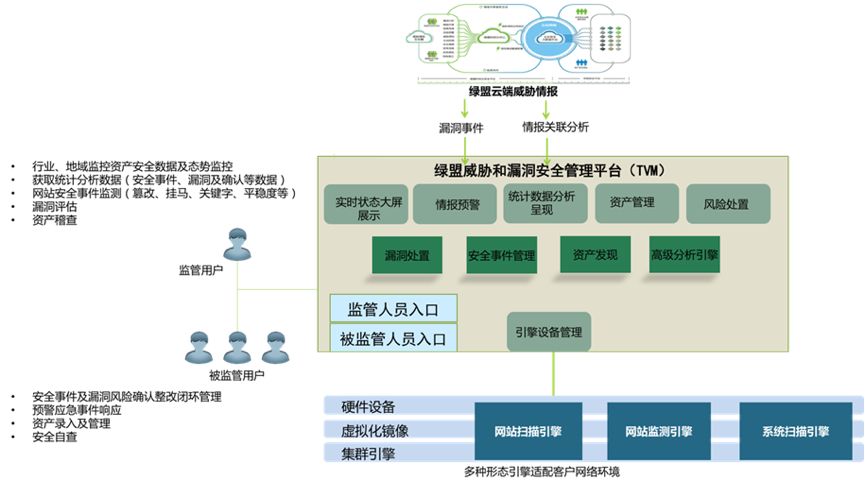 绿盟云端威胁情报
漏洞事件
情报关联分析
• 行业、地域监控资产安全数据及态势监控
• 获取统计分析数据（安全事件、漏洞及确认等数据）
• 网站安全事件监测（篡改、挂马、关键字、平稳度等）
• 漏洞评估
• 资产稽查
绿盟威胁和漏洞安全管理平台（TVM）
实时状态大屏
展示
情报预警
统计数据分析
呈现
资产管理
风险处置
漏洞处置
安全事件管理
资产发现
高级分析引擎
监管用户
监管人员入口
被监管人员入口
引擎设备管理
被监管用户
• 安全事件及漏洞风险确认整改闭环管理
• 预警应急事件响应
• 资产录入及管理
• 安全自查
硬件设备
虚拟化镜像
集群引擎
网站扫描引擎
网站监测引擎
系统扫描引擎
多种形态引擎适配客户网络环境